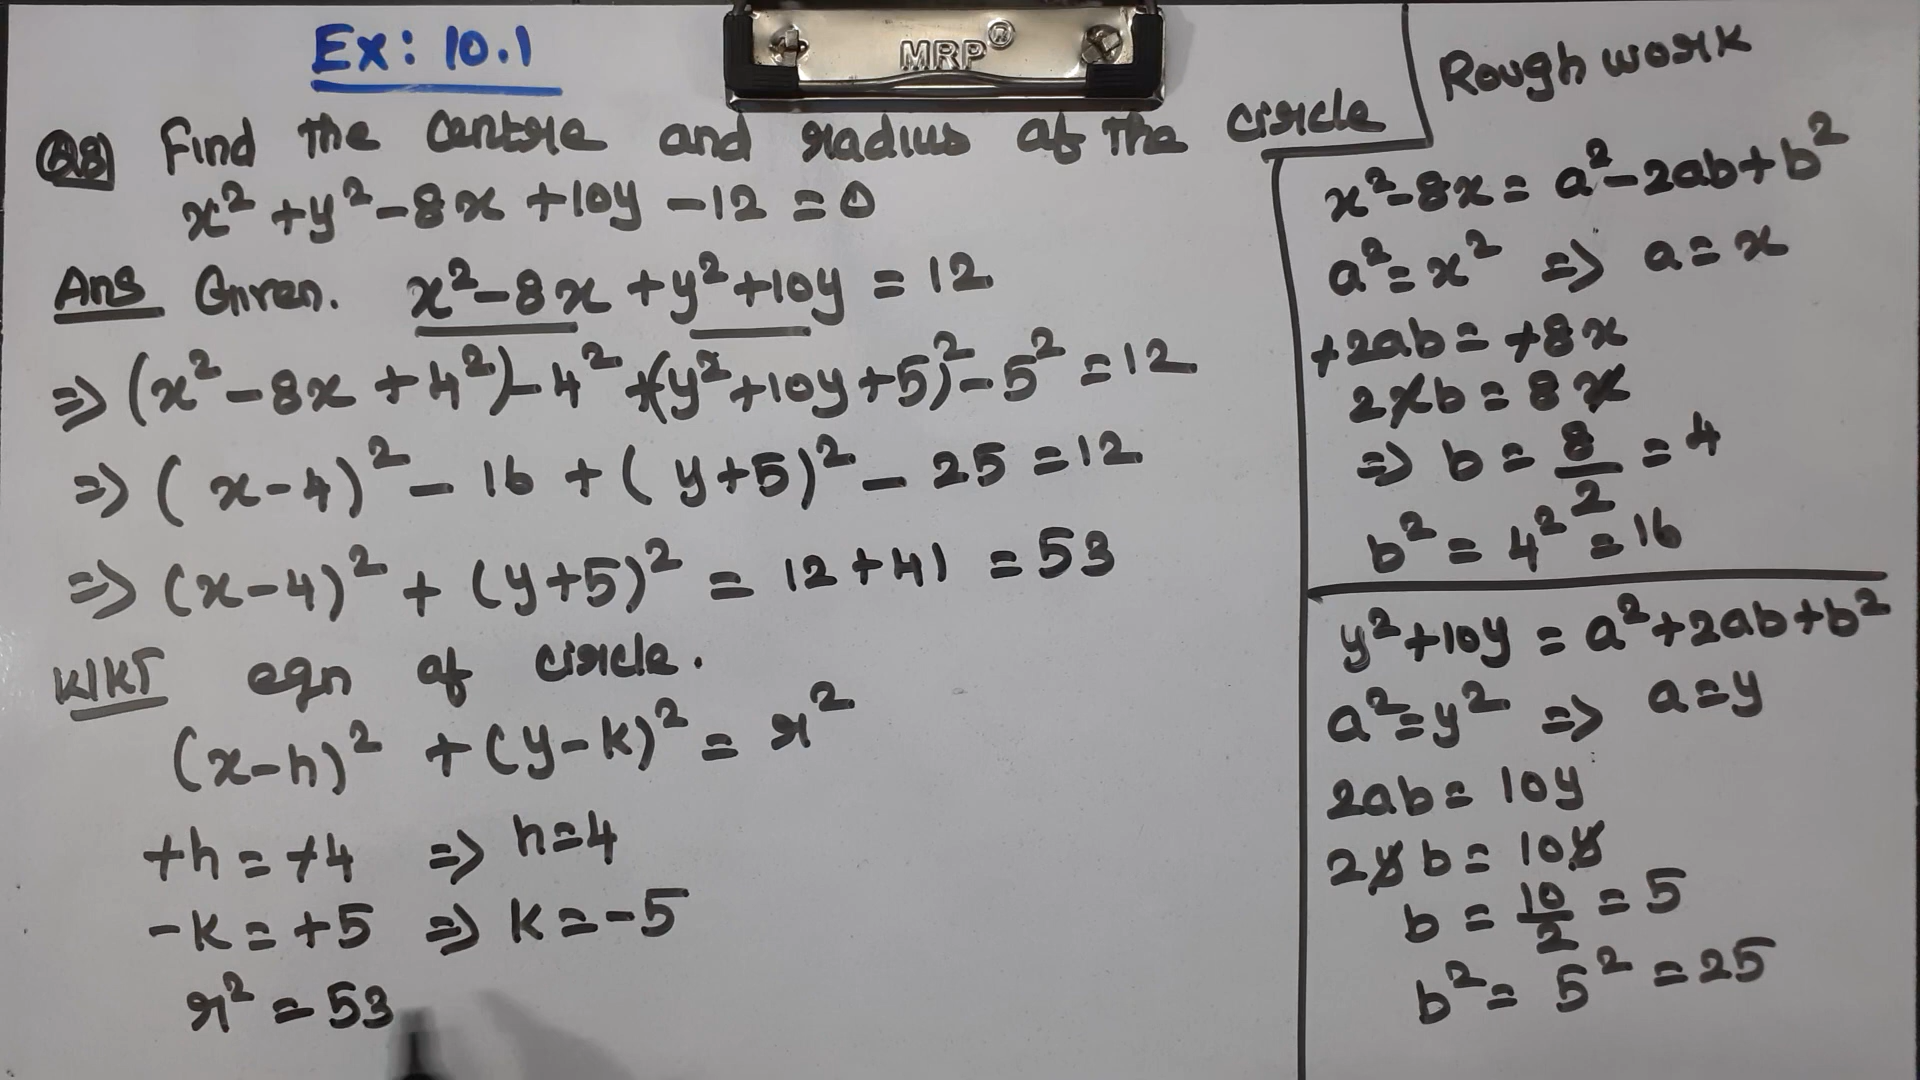 Ex: 10.1
MRP®
Q8) Find the centre and radius of the circle
x² + y² - 8x + 10y - 12 = 0
Ans Given. x² - 8x + y² + 10y = 12
⇒ (x² - 8x + 4²) - 4² + (y² + 10y + 5)² - 5² = 12
⇒ (x - 4)² - 16 + (y + 5)² - 25 = 12
⇒ (x - 4)² + (y + 5)² = 12 + 41 = 53
WKT eqn of circle.
(x - h)² + (y - k)² = r²
+h = +4 ⇒ h = 4
-k = +5 ⇒ k = -5
r² = 53
Rough work
x² - 8x = a² - 2ab + b²
a² = x² ⇒ a = x
+2ab = +8x
2xb = 8x
⇒ b = 8/2 = 4
b² = 4² = 16
y² + 10y = a² + 2ab + b²
a² = y² ⇒ a = y
2ab = 10y
2yb = 10y
b = 10/2 = 5
b² = 5² = 25